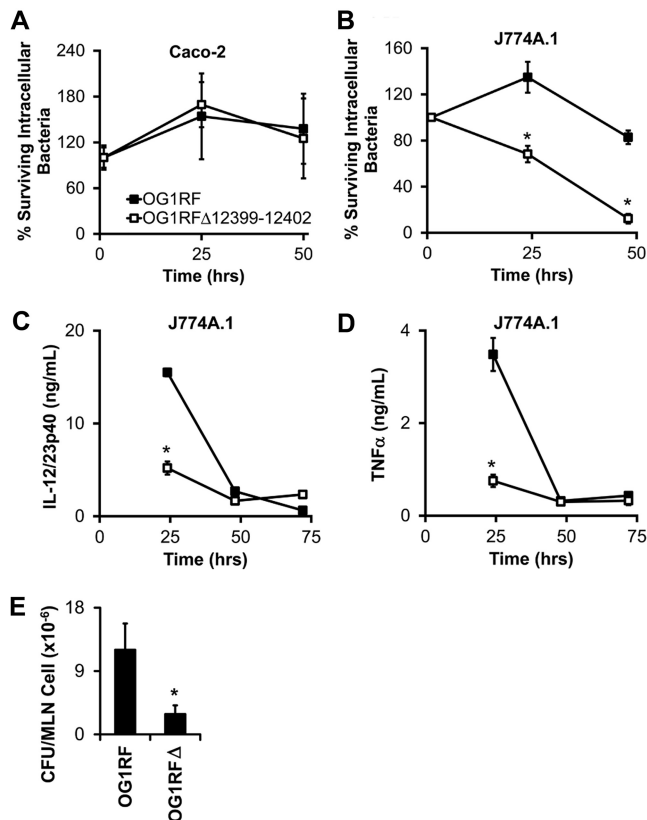 A
Caco-2
% Surviving Intracellular
Bacteria
240
180
120
60
0
OG1RF
OG1RFΔ12399-12402
0
25
50
Time (hrs)
B
J774A.1
% Surviving Intracellular
Bacteria
160
120
80
40
0
*
*
0
25
50
Time (hrs)
C
J774A.1
IL-12/23p40 (ng/mL)
20
10
0
*
0
25
50
75
Time (hrs)
D
J774A.1
TNFα (ng/mL)
4
2
0
*
0
25
50
75
Time (hrs)
E
CFU/MLN Cell (x10⁻⁶)
18
9
0
*
OG1RF
OG1RFΔ